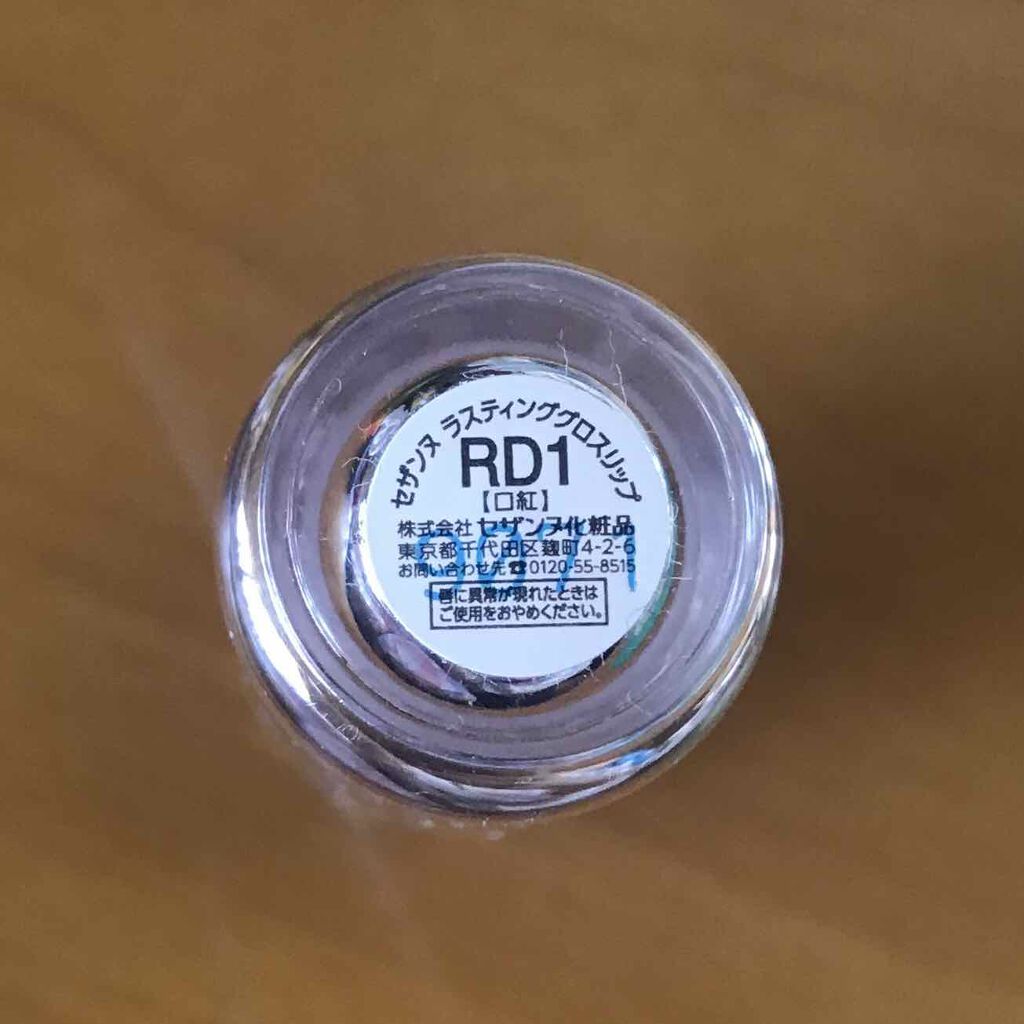 セザンヌ ラスティンググロスリップ
RD1
【口紅】
株式会社 セザンヌ化粧品
東京都千代田区麹町4-2-6
お問い合わせ先☎0120-55-8515
唇に異常が現れたときは
ご使用をおやめください。